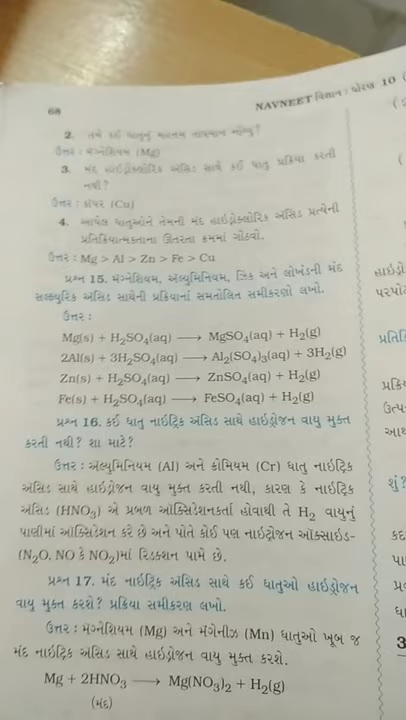 68
NAVNEET વિજ્ઞાન : ધોરણ 10
2. તમે કઈ ધાતુનું મહત્તમ તાપમાન નોંધ્યું?
ઉત્તર : મૅગ્નેશિયમ (Mg)
3. મંદ હાઇડ્રોક્લોરિક ઍસિડ સાથે કઈ ધાતુ પ્રક્રિયા કરતી
નથી?
ઉત્તર : કૉપર (Cu)
4. આપેલ ધાતુઓને તેમની મંદ હાઇડ્રોક્લોરિક ઍસિડ પ્રત્યેની
પ્રતિક્રિયાત્મકતાના ઊતરતા ક્રમમાં ગોઠવો.
ઉત્તર : Mg > Al > Zn > Fe > Cu
પ્રશ્ન 15. મૅગ્નેશિયમ, ઍલ્યુમિનિયમ, ઝિંક અને લોખંડની મંદ
સલ્ફ્યુરિક ઍસિડ સાથેની પ્રક્રિયાનાં સમતોલિત સમીકરણો લખો.
ઉત્તર :
Mg(s) + H₂SO₄(aq) ⟶ MgSO₄(aq) + H₂(g)
2Al(s) + 3H₂SO₄(aq) ⟶ Al₂(SO₄)₃(aq) + 3H₂(g)
Zn(s) + H₂SO₄(aq) ⟶ ZnSO₄(aq) + H₂(g)
Fe(s) + H₂SO₄(aq) ⟶ FeSO₄(aq) + H₂(g)
પ્રશ્ન 16. કઈ ધાતુ નાઇટ્રિક ઍસિડ સાથે હાઇડ્રોજન વાયુ મુક્ત
કરતી નથી? શા માટે?
ઉત્તર : ઍલ્યુમિનિયમ (Al) અને ક્રોમિયમ (Cr) ધાતુ નાઇટ્રિક
ઍસિડ સાથે હાઇડ્રોજન વાયુ મુક્ત કરતી નથી, કારણ કે નાઇટ્રિક
ઍસિડ (HNO₃) એ પ્રબળ ઑક્સિડેશનકર્તા હોવાથી તે H₂ વાયુનું
પાણીમાં ઑક્સિડેશન કરે છે અને પોતે કોઈ પણ નાઇટ્રોજન ઑક્સાઇડ-
(N₂O, NO કે NO₂)માં રિડક્શન પામે છે.
પ્રશ્ન 17. મંદ નાઇટ્રિક ઍસિડ સાથે કઈ ધાતુઓ હાઇડ્રોજન
વાયુ મુક્ત કરશે? પ્રક્રિયા સમીકરણ લખો.
ઉત્તર : મૅગ્નેશિયમ (Mg) અને મૅંગેનીઝ (Mn) ધાતુઓ ખૂબ જ
મંદ નાઇટ્રિક ઍસિડ સાથે હાઇડ્રોજન વાયુ મુક્ત કરશે.
Mg + 2HNO₃ ⟶ Mg(NO₃)₂ + H₂(g)
(મંદ)
હાઇડ્રો
શું?
3